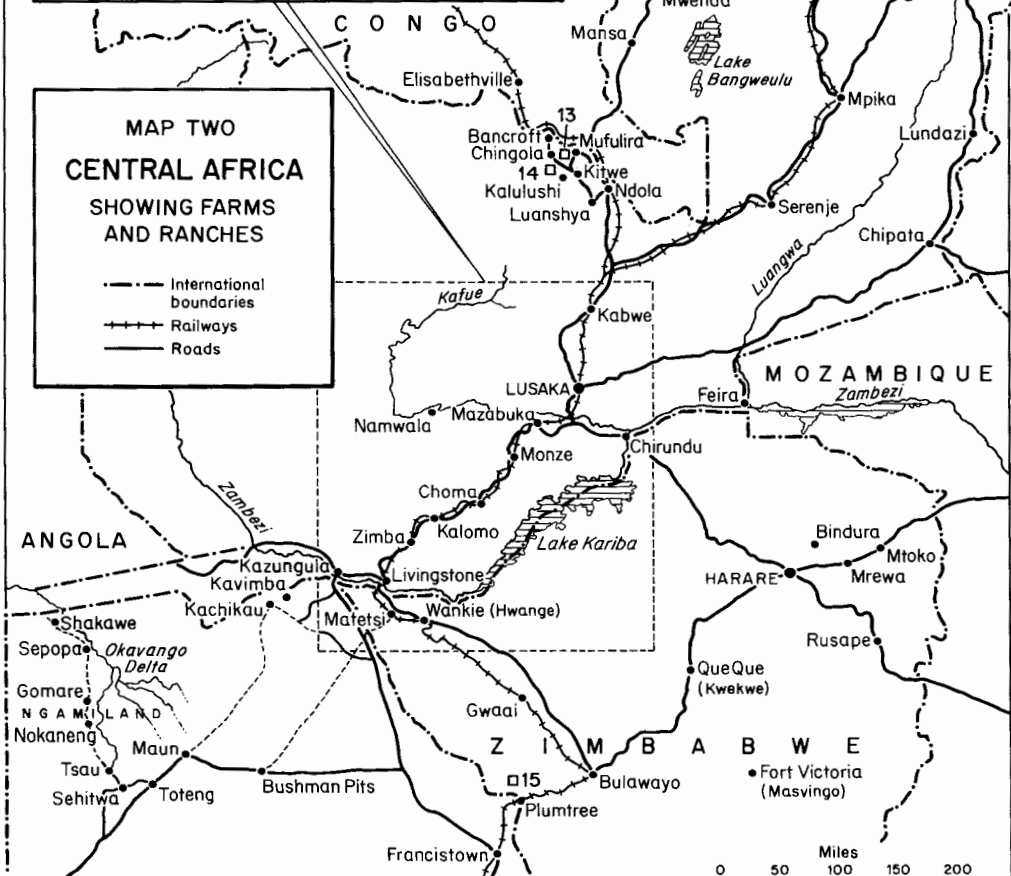 Mwenda
CONGO
Mansa
Lake
Bangweulu
Elisabethville
Mpika
MAP TWO
CENTRAL AFRICA
SHOWING FARMS
AND RANCHES
International
boundaries
Railways
Roads
13
Bancroft
Mufulira
Chingola
14
Kitwe
Kalulushi
Ndola
Luanshya
Lundazi
Serenje
Chipata
Luangwa
Kafue
Kabwe
LUSAKA
MOZAMBIQUE
Feira
Zambezi
Namwala
Mazabuka
Chirundu
Monze
Choma
Kalomo
Zimba
Lake Kariba
Zambezi
ANGOLA
Kazungula
Kavimba
Kachikau
Livingstone
Matetsi
Wankie (Hwange)
Bindura
Mtoko
HARARE
Mrewa
Rusape
Shakawe
Sepopa
Okavango
Delta
Gomare
NGAMILAND
Nokaneng
Maun
Tsau
Sehitwa
Toteng
Bushman Pits
QueQue
(Kwekwe)
Gwaai
ZIMBABWE
15
Bulawayo
Fort Victoria
(Masvingo)
Plumtree
Francistown
Miles
0 50 100 150 200